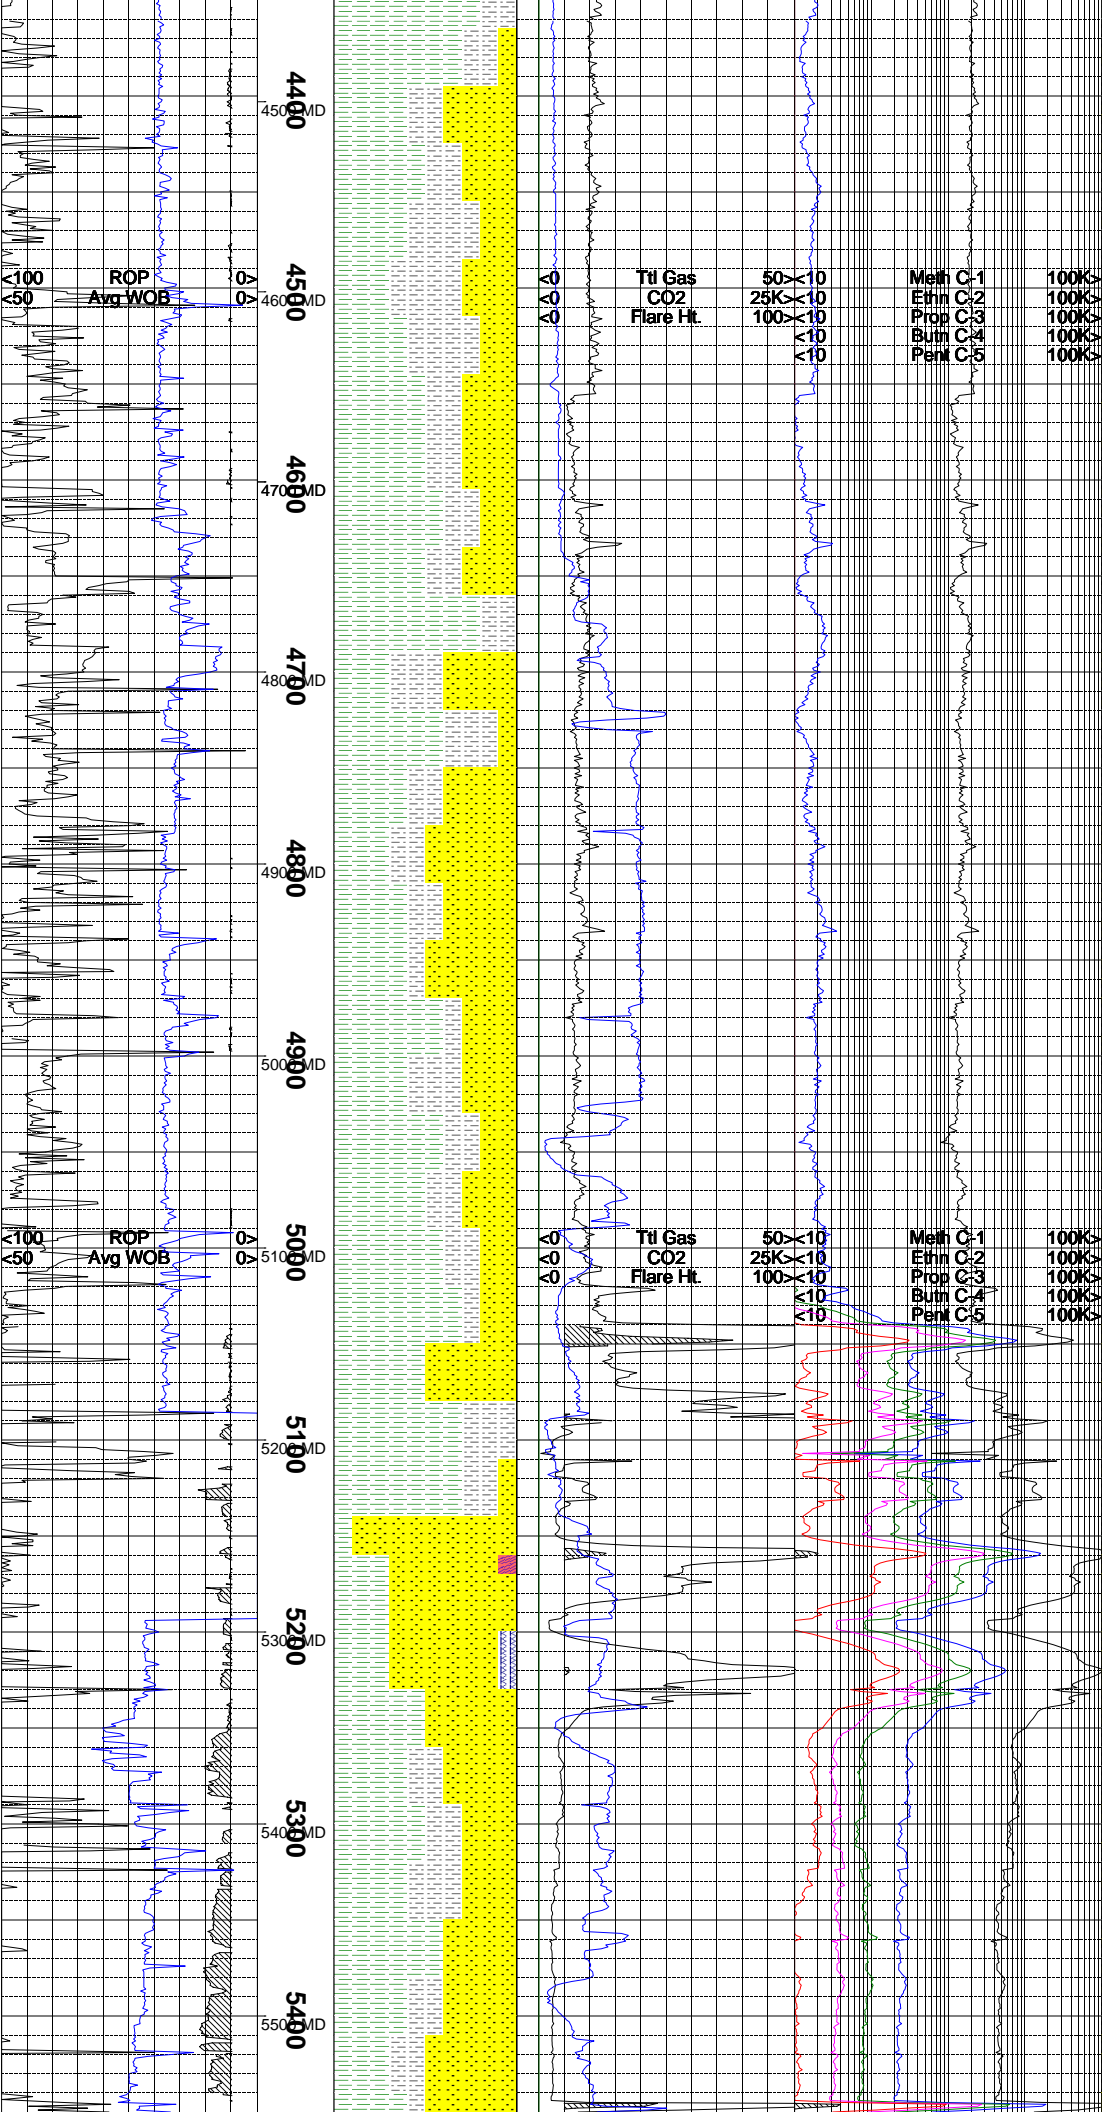 4400
4500 MD
<100 ROP 0> <0 Ttl Gas 50> <10 Meth C-1 100K>
<50 Avg WOB 0> 4500 4600 MD <0 CO2 25K> <10 Ethn C-2 100K>
<0 Flare Ht. 100> <10 Prop C-3 100K>
<10 Butn C-4 100K>
<10 Pent C-5 100K>
4600
4700 MD
4700
4800 MD
4800
4900 MD
4900
5000 MD
<100 ROP 0> <0 Ttl Gas 50> <10 Meth C-1 100K>
<50 Avg WOB 0> 5000 5100 MD <0 CO2 25K> <10 Ethn C-2 100K>
<0 Flare Ht. 100> <10 Prop C-3 100K>
<10 Butn C-4 100K>
<10 Pent C-5 100K>
5100
5200 MD
5200
5300 MD
5300
5400 MD
5400
5500 MD